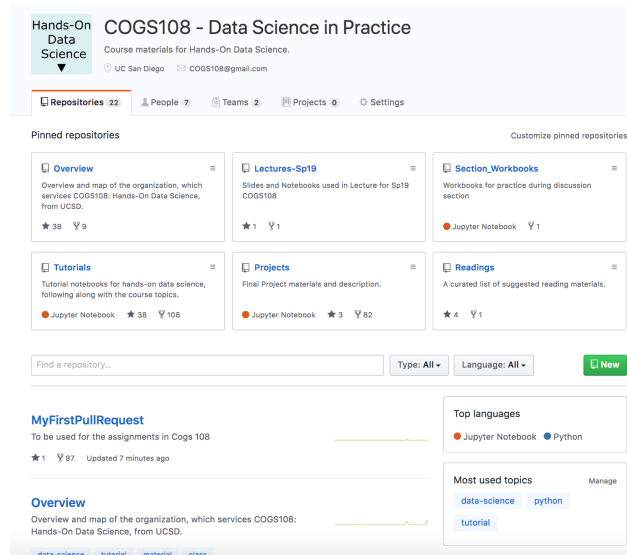 Hands-On
Data
Science
COGS108 - Data Science in Practice
Course materials for Hands-On Data Science.
UC San Diego COGS108@gmail.com
Repositories 22 People 7 Teams 2 Projects 0 Settings
Pinned repositories Customize pinned repositories
Overview
Overview and map of the organization, which
services COGS108: Hands-On Data Science,
from UCSD.
38 9
Lectures-Sp19
Slides and Notebooks used in Lecture for Sp19
COGS108
1 1
Section_Workbooks
Workbooks for practice during discussion
section
Jupyter Notebook 1
Tutorials
Tutorial notebooks for hands-on data science,
following along with the course topics.
Jupyter Notebook 38 108
Projects
Final Project materials and description.
Jupyter Notebook 3 82
Readings
A curated list of suggested reading materials.
4 1
Find a repository... Type: All Language: All New
MyFirstPullRequest
To be used for the assignments in Cogs 108
1 87 Updated 7 minutes ago
Top languages
Jupyter Notebook Python
Most used topics Manage
data-science python
tutorial
Overview
Overview and map of the organization, which services COGS108:
Hands-On Data Science, from UCSD.
data-science tutorial material class